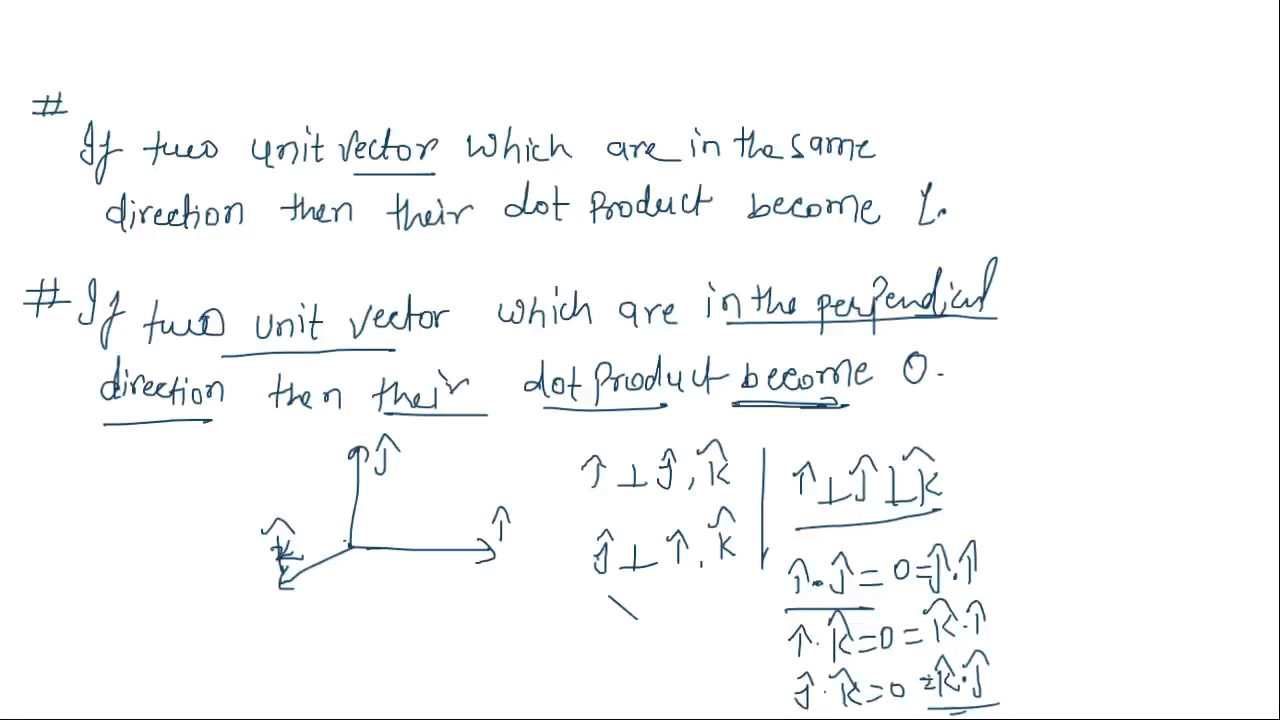 #
If two unit vector which are in the same
direction then their dot product become 1.
# If two unit vector which are in the perpendicul
direction then their dot product become 0.
ĵ
î
k̂
î ⊥ ĵ, k̂
ĵ ⊥ î, k̂
î ⊥ ĵ ⊥ k̂
î · ĵ = 0 = ĵ · î
î · k̂ = 0 = k̂ · î
ĵ · k̂ = 0 = k̂ · ĵ